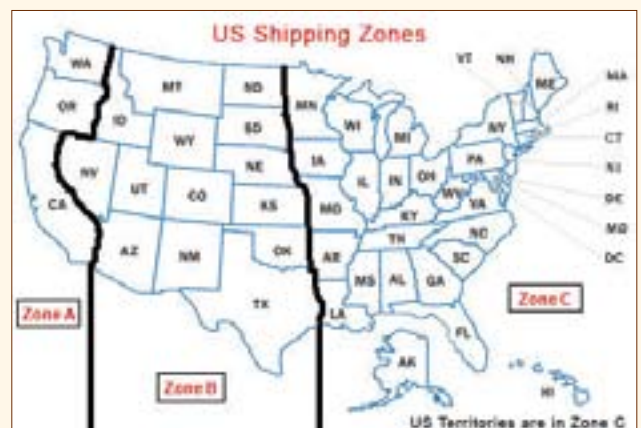 US Shipping Zones
VT NH
WA
MT ND
ME MA
OR
MN
ID
SD WI NY RI
WY MI
CT
IA PA
NE NJ
NV
IL IN OH
UT CO DE
CA WV VA
KS MO KY MD
NC
TN DC
AZ NM OK AR SC
MS AL GA
TX
Zone A LA Zone C
FL
Zone B AK
HI
US Territories are in Zone C